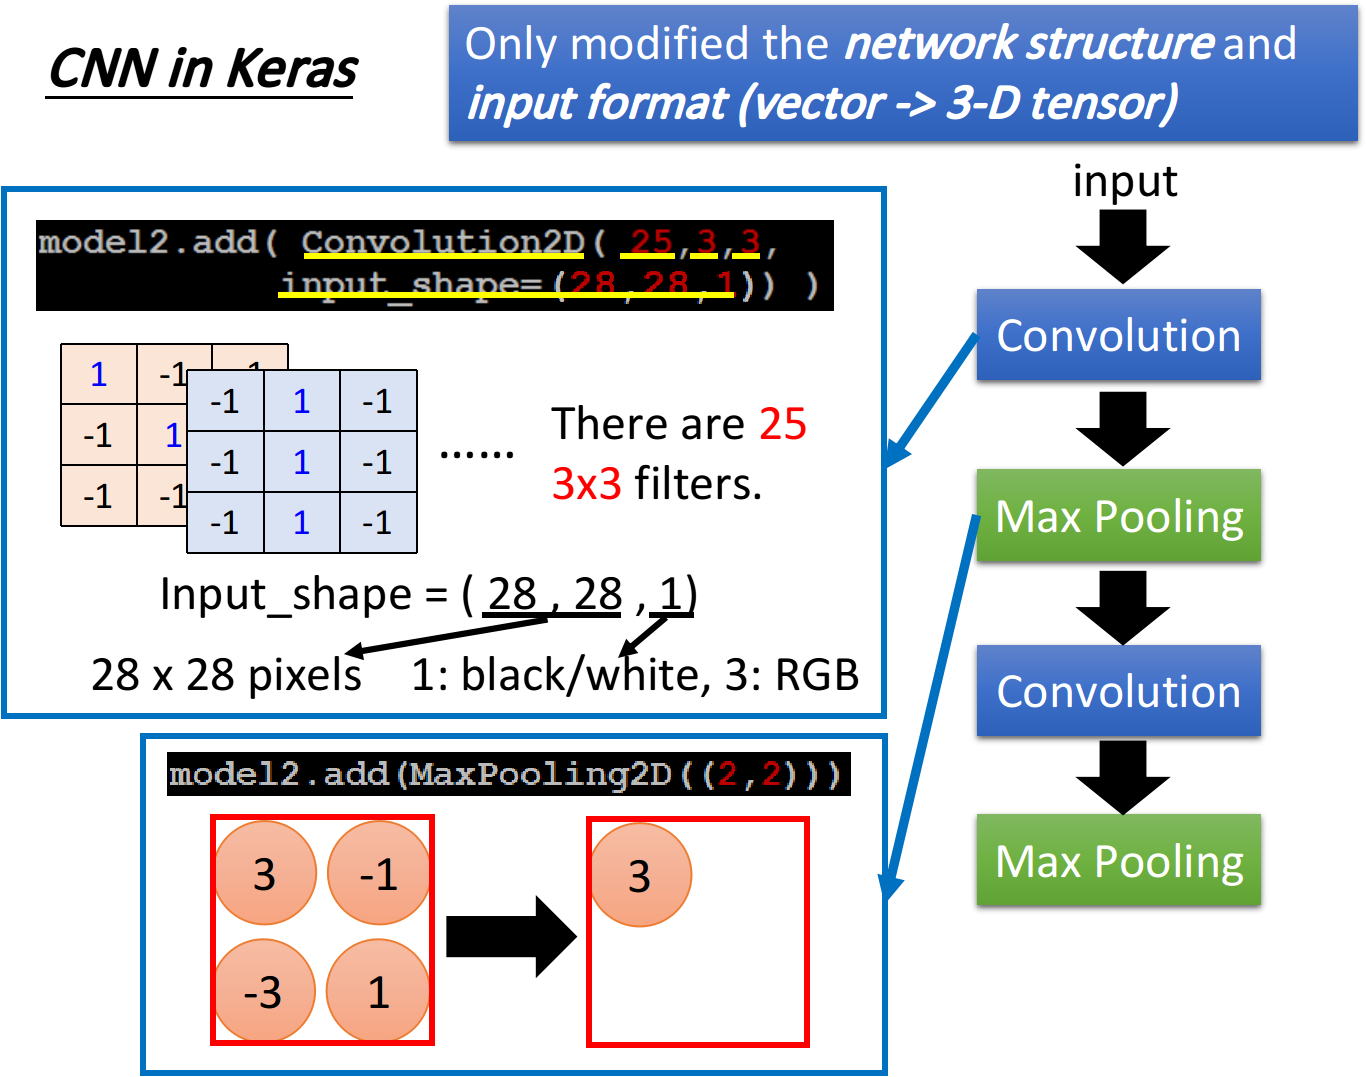 CNN in Keras
Only modified the network structure and
input format (vector -> 3-D tensor)
input
model2.add( Convolution2D( 25,3,3,
input_shape=(28,28,1)) )
1 -1 -1
-1 1
-1 -1
-1 1 -1
-1 1 -1
-1 1 -1
……
There are 25
3x3 filters.
Input_shape = ( 28 , 28 , 1)
28 x 28 pixels
1: black/white, 3: RGB
model2.add(MaxPooling2D((2,2)))
3 -1
-3 1
3
Convolution
Max Pooling
Convolution
Max Pooling